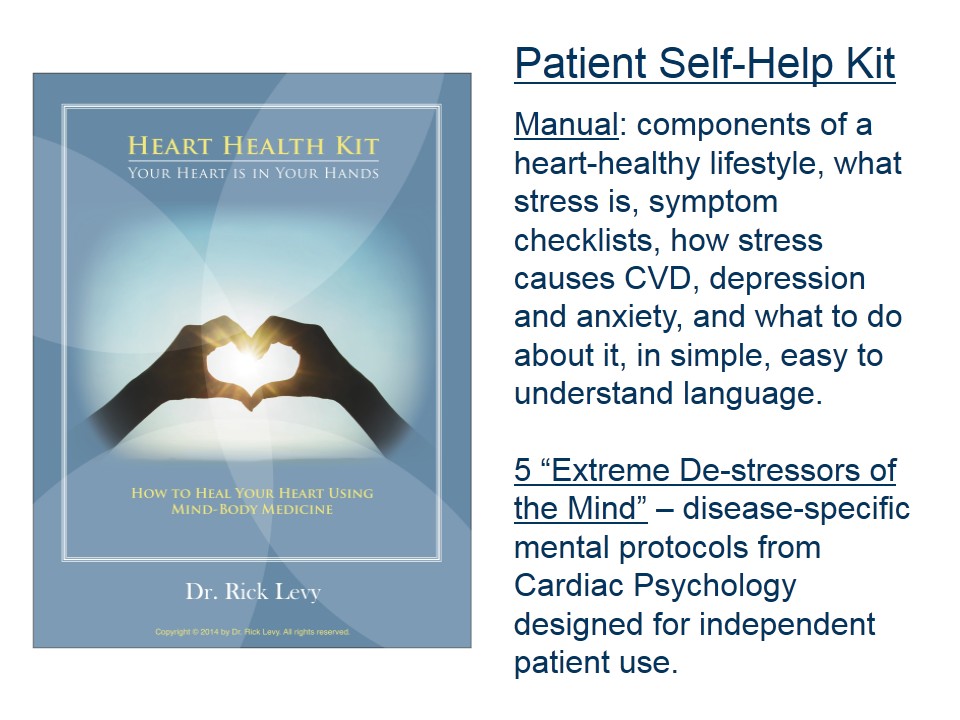 HEART HEALTH KIT
YOUR HEART IS IN YOUR HANDS
HOW TO HEAL YOUR HEART USING
MIND-BODY MEDICINE
Dr. Rick Levy
Copyright © 2014 by Dr. Rick Levy. All rights reserved.
Patient Self-Help Kit
Manual: components of a
heart-healthy lifestyle, what
stress is, symptom
checklists, how stress
causes CVD, depression
and anxiety, and what to do
about it, in simple, easy to
understand language.
5 “Extreme De-stressors of
the Mind” – disease-specific
mental protocols from
Cardiac Psychology
designed for independent
patient use.